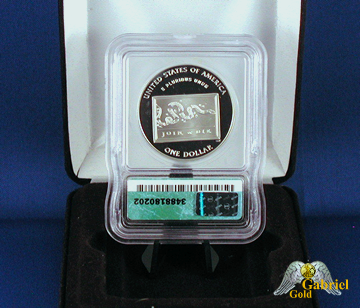 UNITED STATES OF AMERICA
E PLURIBUS UNUM
JOIN or DIE
ONE DOLLAR
3488180202
Gabriel
Gold